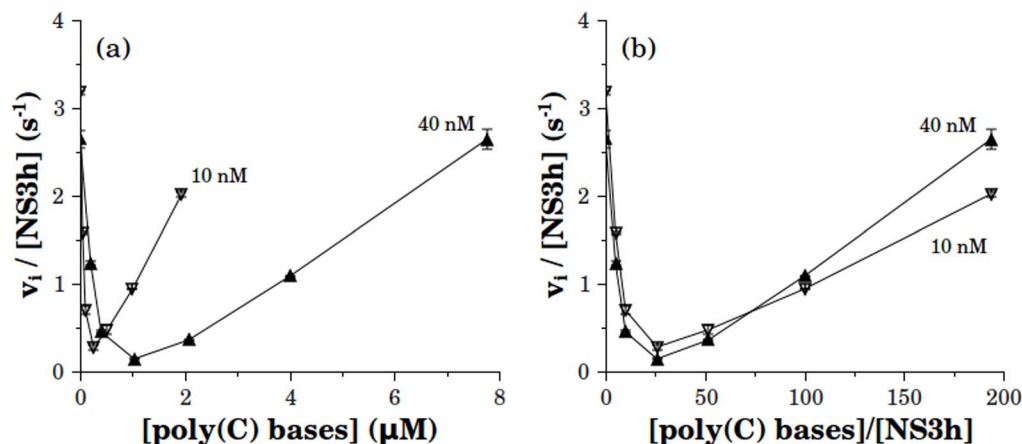 (a)
v_i / [NS3h] (s⁻¹)
4
3
2
1
0
40 nM
10 nM
0 2 4 6 8
[poly(C) bases] (μM)
(b)
v_i / [NS3h] (s⁻¹)
4
3
2
1
0
40 nM
10 nM
0 50 100 150 200
[poly(C) bases]/[NS3h]